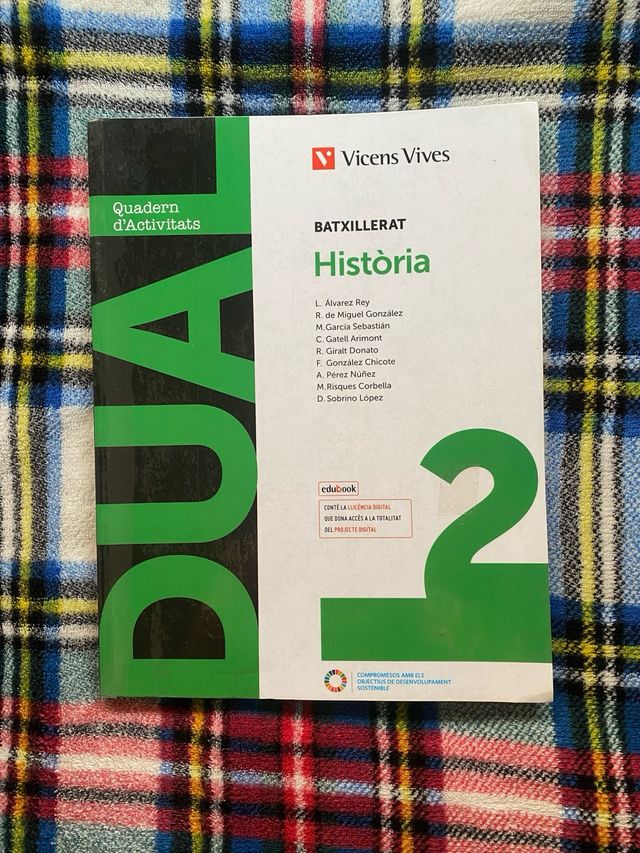 Vicens Vives
Quadern
d'Activitats
DUAL
BATXILLERAT
Història
L. Álvarez Rey
R. de Miguel González
M.García Sebastián
C. Gatell Arimont
R. Giralt Donato
F. González Chicote
A. Pérez Núñez
M.Risques Corbella
D. Sobrino López
2
edubook
CONTÉ LA LLICÈNCIA DIGITAL
QUE DONA ACCÉS A LA TOTALITAT
DEL PROJECTE DIGITAL
COMPROMESOS AMB ELS
OBJECTIUS DE DESENVOLUPAMENT
SOSTENIBLE